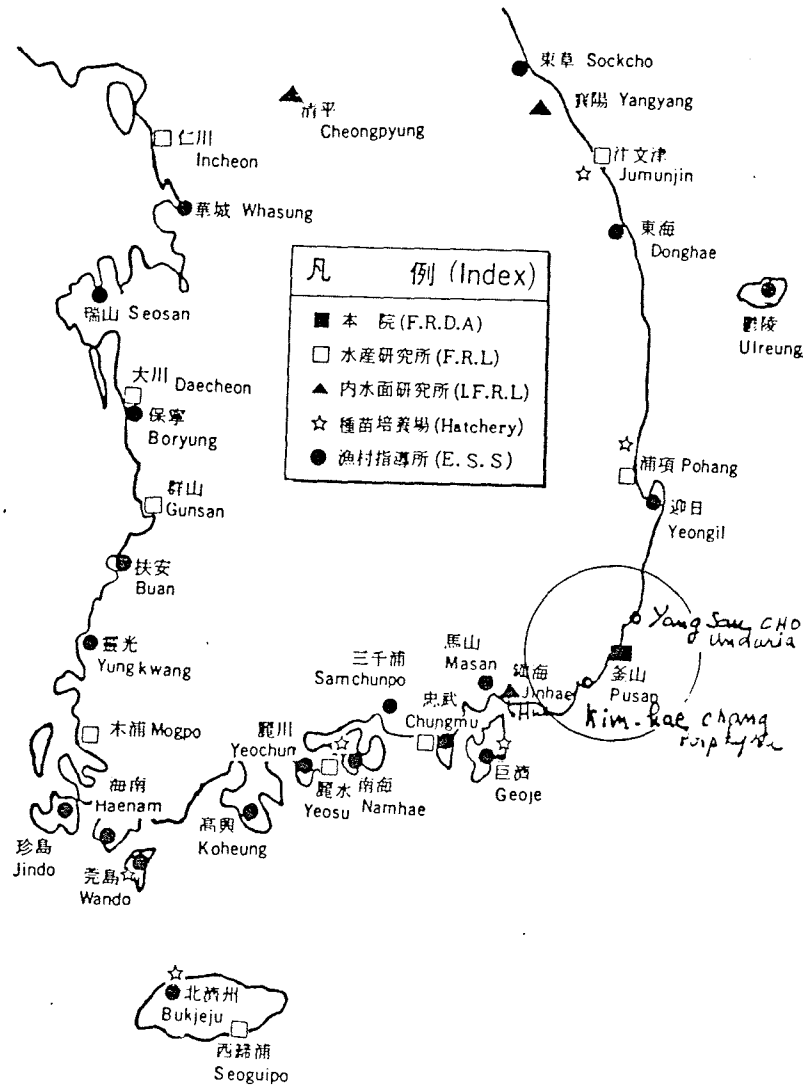 束草 Sockcho
襄陽 Yangyang
淸平
Cheongpyung
仁川
Incheon
注文津
Jumunjin
華城 Whasung
東海
Donghae
瑞山 Seosan
鬱陵
Ulreung
凡 例 (Index)
本 院 (F.R.D.A)
水産硏究所 (F.R.L)
内水面硏究所 (I.F.R.L)
種苗培養場 (Hatchery)
漁村指導所 (E.S.S)
大川 Daecheon
保寧
Boryung
浦項 Pohang
群山
Gunsan
迎日
Yeongil
扶安
Buan
Yang San CHO
Undaria
靈光
Yungkwang
三千浦
Samchunpo
馬山
Masan
鎭海
Jinhae
釜山
Pusan
忠武
Chungmu
Kim-hae Chang
木浦 Mogpo
麗川
Yeochun
海南
Haenam
麗水
Yeosu
南海
Namhae
巨濟
Geoje
高興
Koheung
珍島
Jindo
莞島
Wando
北濟州
Bukjeju
西歸浦
Seoguipo